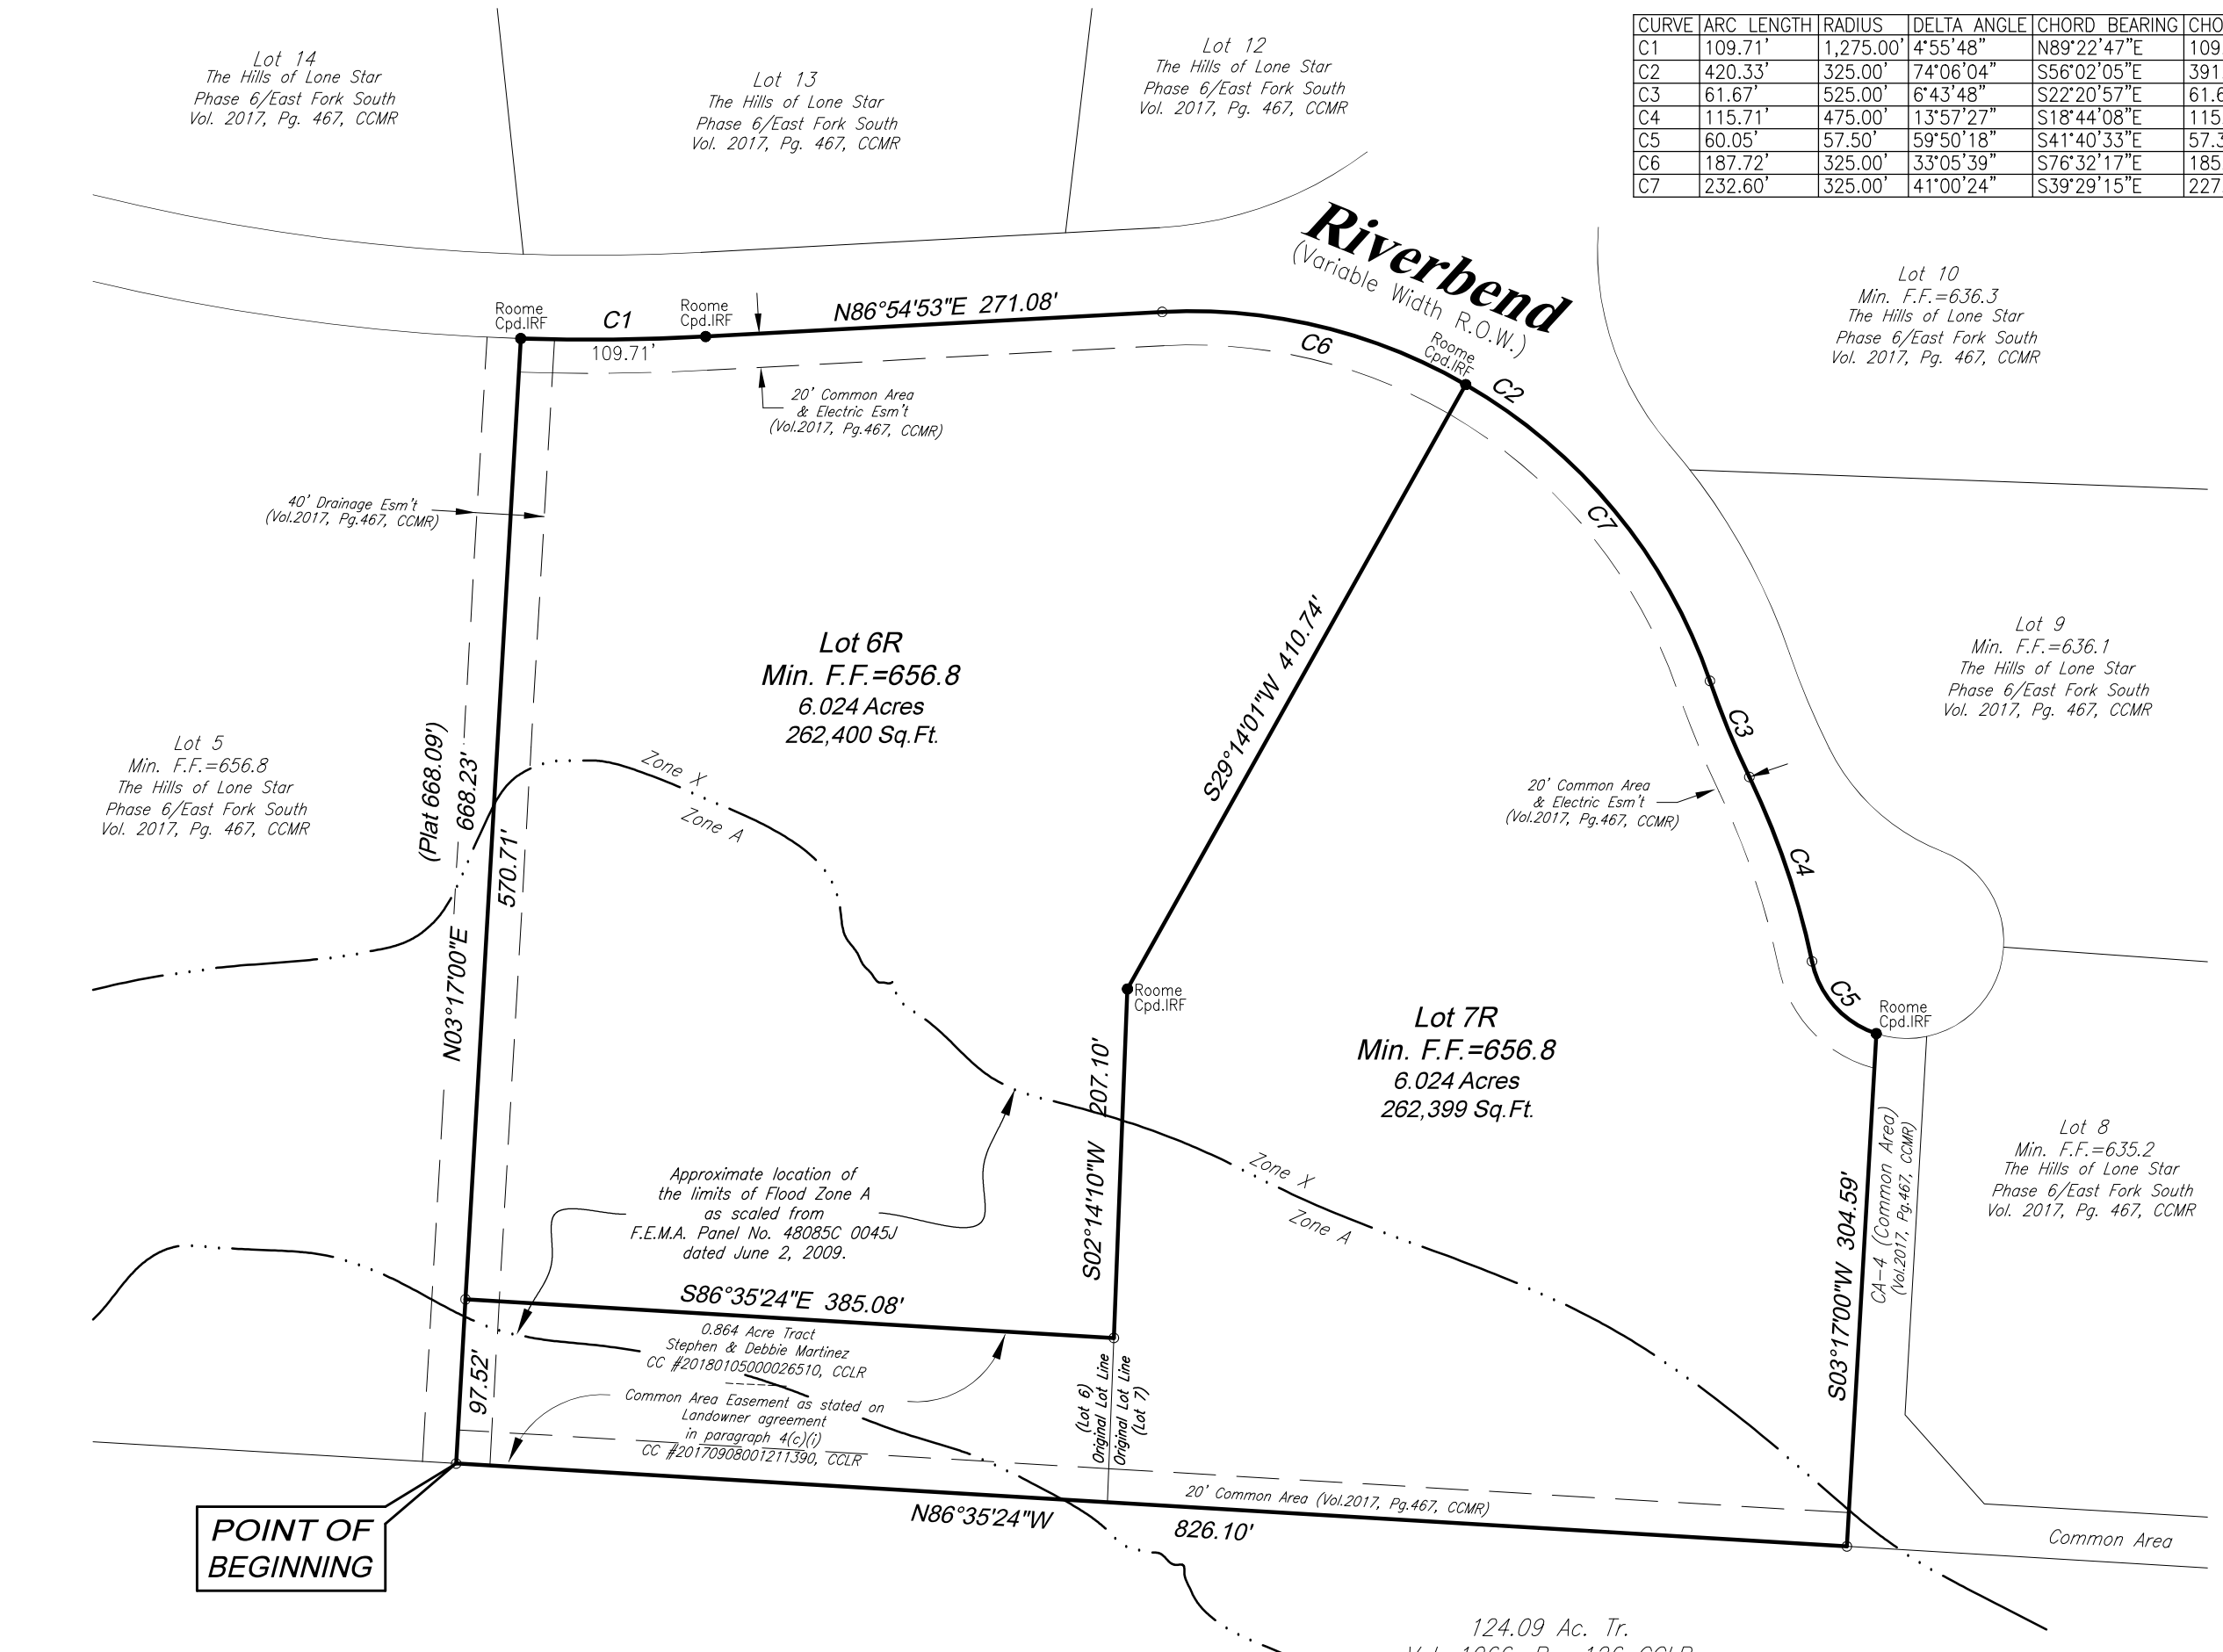 CURVE ARC LENGTH RADIUS DELTA ANGLE CHORD BEARING CHO
C1 109.71' 1,275.00' 4°55'48" N89°22'47"E 109
C2 420.33' 325.00' 74°06'04" S56°02'05"E 391
C3 61.67' 525.00' 6°43'48" S22°20'57"E 61.6
C4 115.71' 475.00' 13°57'27" S18°44'08"E 115
C5 60.05' 57.50' 59°50'18" S41°40'33"E 57.3
C6 187.72' 325.00' 33°05'39" S76°32'17"E 185
C7 232.60' 325.00' 41°00'24" S39°29'15"E 227
Lot 14
The Hills of Lone Star
Phase 6/East Fork South
Vol. 2017, Pg. 467, CCMR
Lot 13
The Hills of Lone Star
Phase 6/East Fork South
Vol. 2017, Pg. 467, CCMR
Lot 12
The Hills of Lone Star
Phase 6/East Fork South
Vol. 2017, Pg. 467, CCMR
Riverbend
(Variable Width R.O.W.)
Lot 10
Min. F.F.=636.3
The Hills of Lone Star
Phase 6/East Fork South
Vol. 2017, Pg. 467, CCMR
Roome
Cpd.IRF
C1
109.71'
Roome
Cpd.IRF
N86°54'53"E 271.08'
C6
Roome
Cpd.IRF
C2
20' Common Area
& Electric Esm't
(Vol.2017, Pg.467, CCMR)
40' Drainage Esm't
(Vol.2017, Pg.467, CCMR)
C7
S29°14'01"W 410.74'
Lot 6R
Min. F.F.=656.8
6.024 Acres
262,400 Sq.Ft.
Lot 9
Min. F.F.=636.1
The Hills of Lone Star
Phase 6/East Fork South
Vol. 2017, Pg. 467, CCMR
C3
Lot 5
Min. F.F.=656.8
The Hills of Lone Star
Phase 6/East Fork South
Vol. 2017, Pg. 467, CCMR
(Plat 668.09')
N03°17'00"E 668.23'
570.71'
Zone X
Zone A
20' Common Area
& Electric Esm't
(Vol.2017, Pg.467, CCMR)
C4
C5
Roome
Cpd.IRF
Roome
Cpd.IRF
Lot 7R
Min. F.F.=656.8
6.024 Acres
262,399 Sq.Ft.
S02°14'10"W 207.10'
Lot 8
Min. F.F.=635.2
The Hills of Lone Star
Phase 6/East Fork South
Vol. 2017, Pg. 467, CCMR
CA-4 (Common Area)
(Vol.2017, Pg.467, CCMR)
S03°17'00"W 304.59'
Approximate location of
the limits of Flood Zone A
as scaled from
F.E.M.A. Panel No. 48085C 0045J
dated June 2, 2009.
Zone X
Zone A
S86°35'24"E 385.08'
0.864 Acre Tract
Stephen & Debbie Martinez
CC #20180105000026510, CCLR
Common Area Easement as stated on
Landowner agreement
in paragraph 4(c)(i)
CC #20170908001211390, CCLR
97.52'
(Lot 6)
Original Lot Line
Original Lot Line
(Lot 7)
20' Common Area (Vol.2017, Pg.467, CCMR)
N86°35'24"W 826.10'
POINT OF
BEGINNING
Common Area
124.09 Ac. Tr.